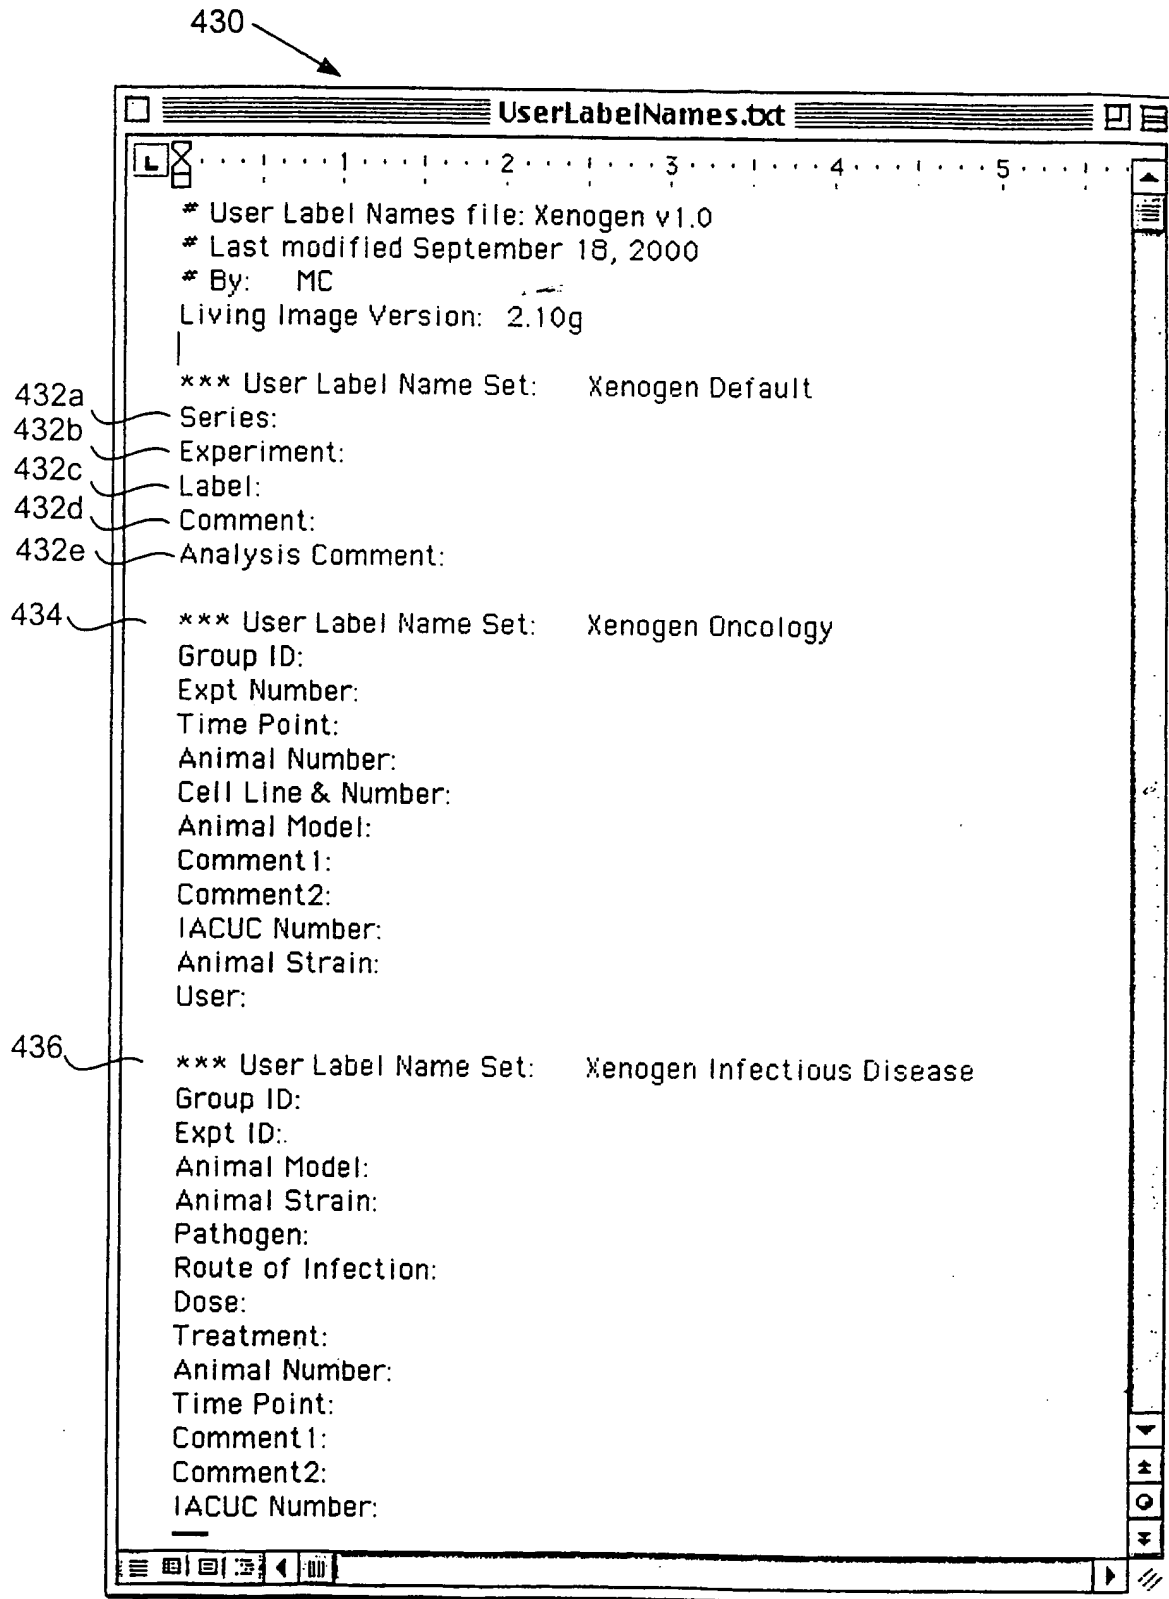 430
UserLabelNames.txt
L 1 2 3 4 5
# User Label Names file: Xenogen v1.0
# Last modified September 18, 2000
# By: MC
Living Image Version: 2.10g
*** User Label Name Set: Xenogen Default
432a Series:
432b Experiment:
432c Label:
432d Comment:
432e Analysis Comment:
434 *** User Label Name Set: Xenogen Oncology
Group ID:
Expt Number:
Time Point:
Animal Number:
Cell Line & Number:
Animal Model:
Comment1:
Comment2:
IACUC Number:
Animal Strain:
User:
436 *** User Label Name Set: Xenogen Infectious Disease
Group ID:
Expt ID:
Animal Model:
Animal Strain:
Pathogen:
Route of Infection:
Dose:
Treatment:
Animal Number:
Time Point:
Comment1:
Comment2:
IACUC Number: